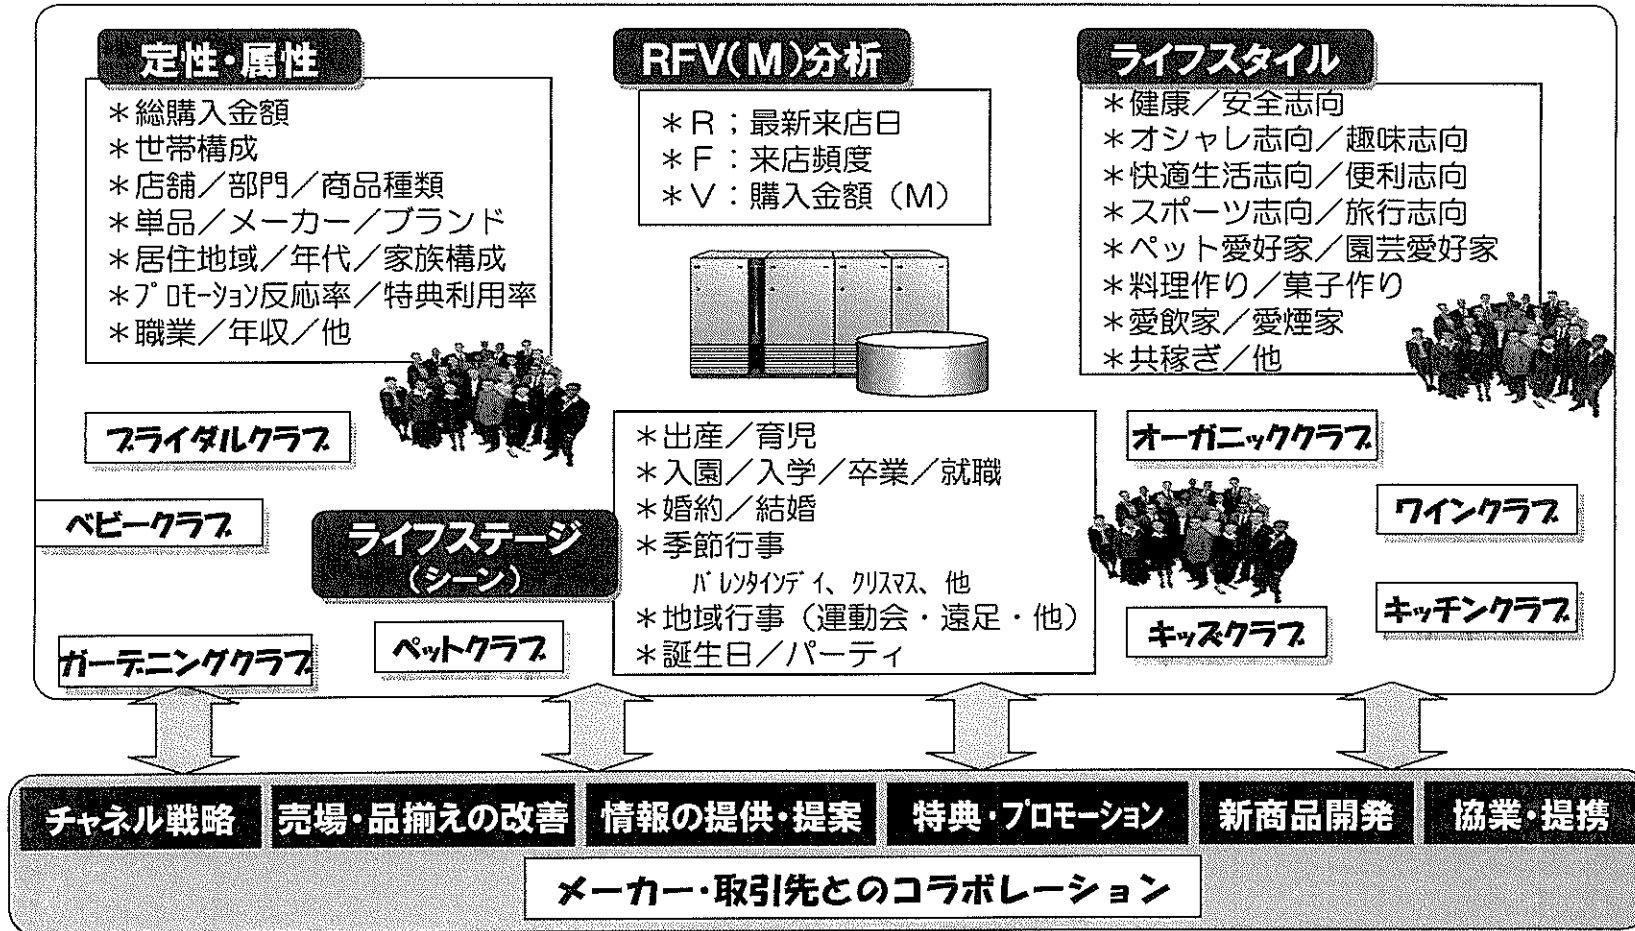 定性・属性
＊総購入金額
＊世帯構成
＊店舗／部門／商品種類
＊単品／メーカー／ブランド
＊居住地域／年代／家族構成
＊ﾌﾟﾛﾓｰｼｮﾝ反応率／特典利用率
＊職業／年収／他
RFV(M)分析
＊R；最新来店日
＊F：来店頻度
＊V：購入金額（M）
ライフスタイル
＊健康／安全志向
＊オシャレ志向／趣味志向
＊快適生活志向／便利志向
＊スポーツ志向／旅行志向
＊ペット愛好家／園芸愛好家
＊料理作り／菓子作り
＊愛飲家／愛煙家
＊共稼ぎ／他
ブライダルクラブ
ベビークラブ
ライフステージ
(シーン)
ガーデニングクラブ
ペットクラブ
＊出産／育児
＊入園／入学／卒業／就職
＊婚約／結婚
＊季節行事
ﾊﾞﾚﾝﾀｲﾝﾃﾞｲ、ｸﾘｽﾏｽ、他
＊地域行事（運動会・遠足・他）
＊誕生日／パーティ
オーガニッククラブ
ワインクラブ
キッチンクラブ
キッズクラブ
チャネル戦略
売場・品揃えの改善
情報の提供・提案
特典・プロモーション
新商品開発
協業・提携
メーカー・取引先とのコラボレーション